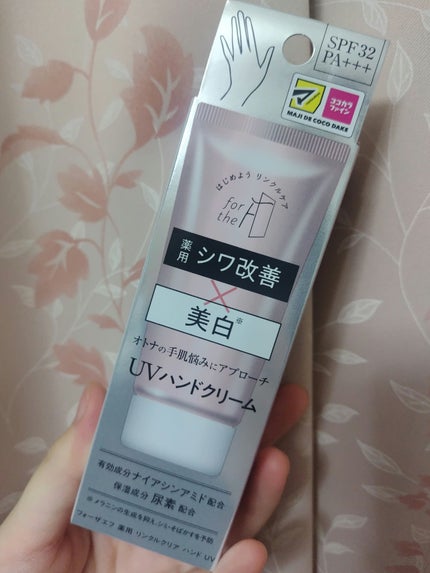 SPF32
PA+++
MAJI DE COCO DAKE
ココカラ
ファイン
はじめよう リンクルケア
for
the F
薬用
シワ改善
×
美白※
オトナの手肌悩みにアプローチ
UVハンドクリーム
有効成分ナイアシンアミド配合
保湿成分 尿素 配合
※メラニンの生成を抑え、シミ・そばかすを予防
フォーザエフ 薬用 リンクルクリア ハンド UV